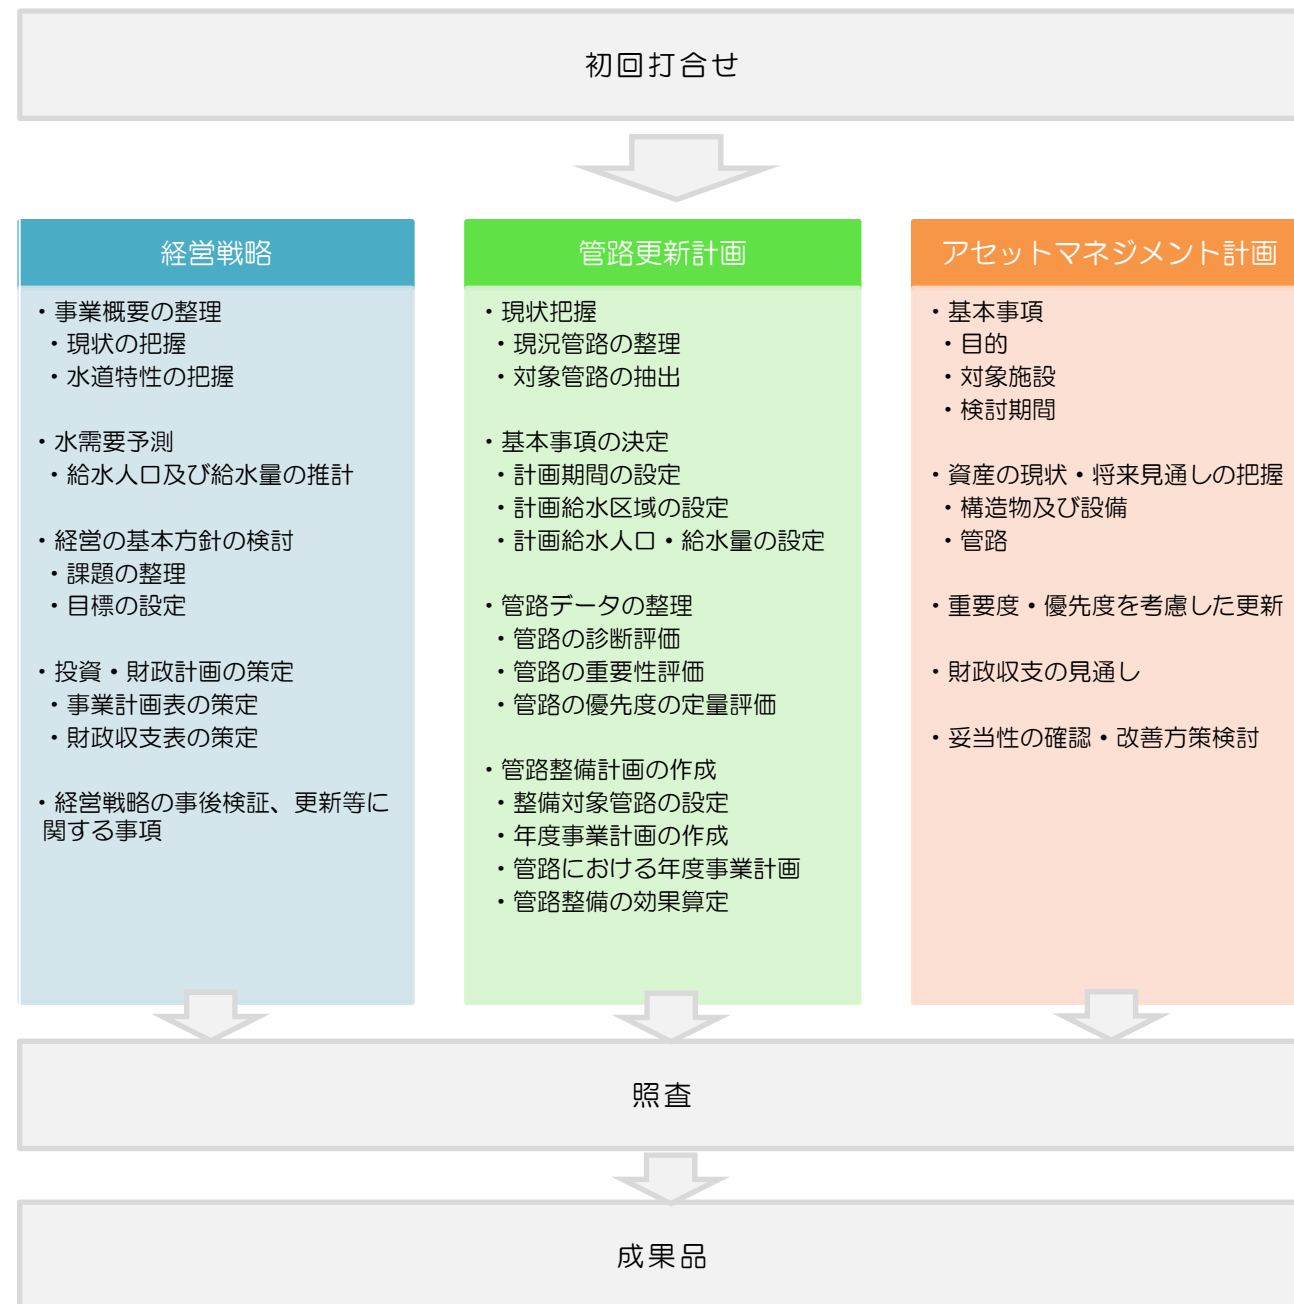 初回打合せ
経営戦略
・事業概要の整理
・現状の把握
・水道特性の把握
・水需要予測
・給水人口及び給水量の推計
・経営の基本方針の検討
・課題の整理
・目標の設定
・投資・財政計画の策定
・事業計画表の策定
・財政収支表の策定
・経営戦略の事後検証、更新等に
関する事項
管路更新計画
・現状把握
・現況管路の整理
・対象管路の抽出
・基本事項の決定
・計画期間の設定
・計画給水区域の設定
・計画給水人口・給水量の設定
・管路データの整理
・管路の診断評価
・管路の重要性評価
・管路の優先度の定量評価
・管路整備計画の作成
・整備対象管路の設定
・年度事業計画の作成
・管路における年度事業計画
・管路整備の効果算定
アセットマネジメント計画
・基本事項
・目的
・対象施設
・検討期間
・資産の現状・将来見通しの把握
・構造物及び設備
・管路
・重要度・優先度を考慮した更新
・財政収支の見通し
・妥当性の確認・改善方策検討
照査
成果品